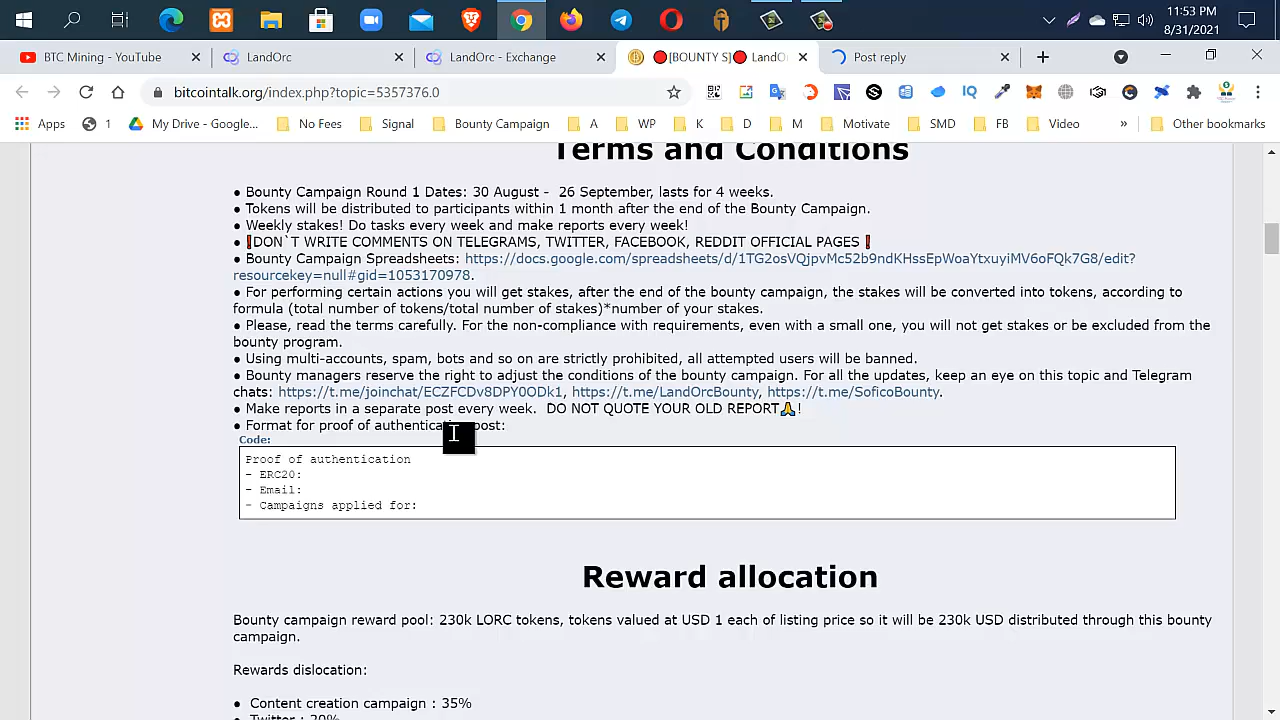 11:53 PM
8/31/2021
BTC Mining - YouTube
LandOrc
LandOrc - Exchange
🔴[BOUNTY S]🔴 LandO
Post reply
bitcointalk.org/index.php?topic=5357376.0
Apps
1
My Drive - Google...
No Fees
Signal
Bounty Campaign
A
WP
K
D
M
Motivate
SMD
FB
Video
»
Other bookmarks
Terms and Conditions
● Bounty Campaign Round 1 Dates: 30 August - 26 September, lasts for 4 weeks.
● Tokens will be distributed to participants within 1 month after the end of the Bounty Campaign.
● Weekly stakes! Do tasks every week and make reports every week!
● ❗DON`T WRITE COMMENTS ON TELEGRAMS, TWITTER, FACEBOOK, REDDIT OFFICIAL PAGES ❗
● Bounty Campaign Spreadsheets: https://docs.google.com/spreadsheets/d/1TG2osVQjpvMc52b9ndKHssEpWoaYtxuyiMV6oFQk7G8/edit?
resourcekey=null#gid=1053170978.
● For performing certain actions you will get stakes, after the end of the bounty campaign, the stakes will be converted into tokens, according to
formula (total number of tokens/total number of stakes)*number of your stakes.
● Please, read the terms carefully. For the non-compliance with requirements, even with a small one, you will not get stakes or be excluded from the
bounty program.
● Using multi-accounts, spam, bots and so on are strictly prohibited, all attempted users will be banned.
● Bounty managers reserve the right to adjust the conditions of the bounty campaign. For all the updates, keep an eye on this topic and Telegram
chats: https://t.me/joinchat/ECZFCDv8DPY0ODk1, https://t.me/LandOrcBounty, https://t.me/SoficoBounty.
● Make reports in a separate post every week. DO NOT QUOTE YOUR OLD REPORT🙏!
● Format for proof of authentication post:
Code:
Proof of authentication
- ERC20:
- Email:
- Campaigns applied for:
Reward allocation
Bounty campaign reward pool: 230k LORC tokens, tokens valued at USD 1 each of listing price so it will be 230k USD distributed through this bounty
campaign.
Rewards dislocation:
● Content creation campaign : 35%
● Twitter : 20%